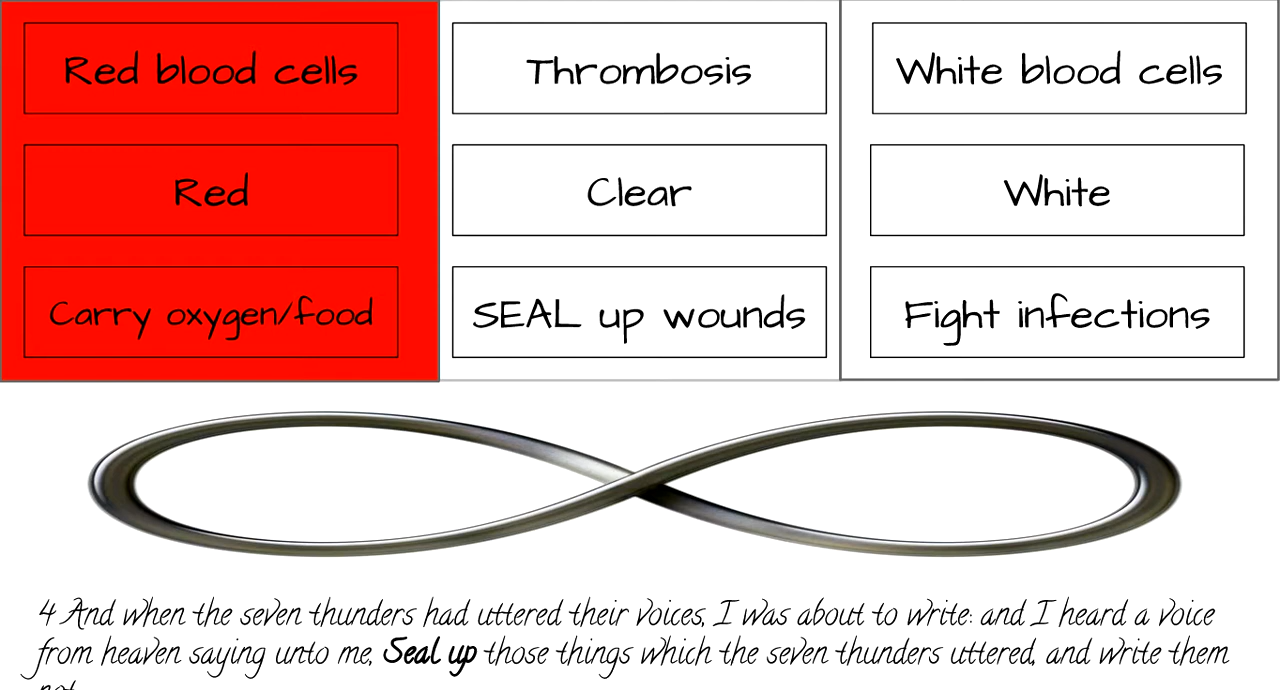 Red blood cells
Thrombosis
White blood cells
Red
Clear
White
Carry oxygen/food
SEAL up wounds
Fight infections
4 And when the seven thunders had uttered their voices, I was about to write: and I heard a voice
from heaven saying unto me, Seal up those things which the seven thunders uttered, and write them